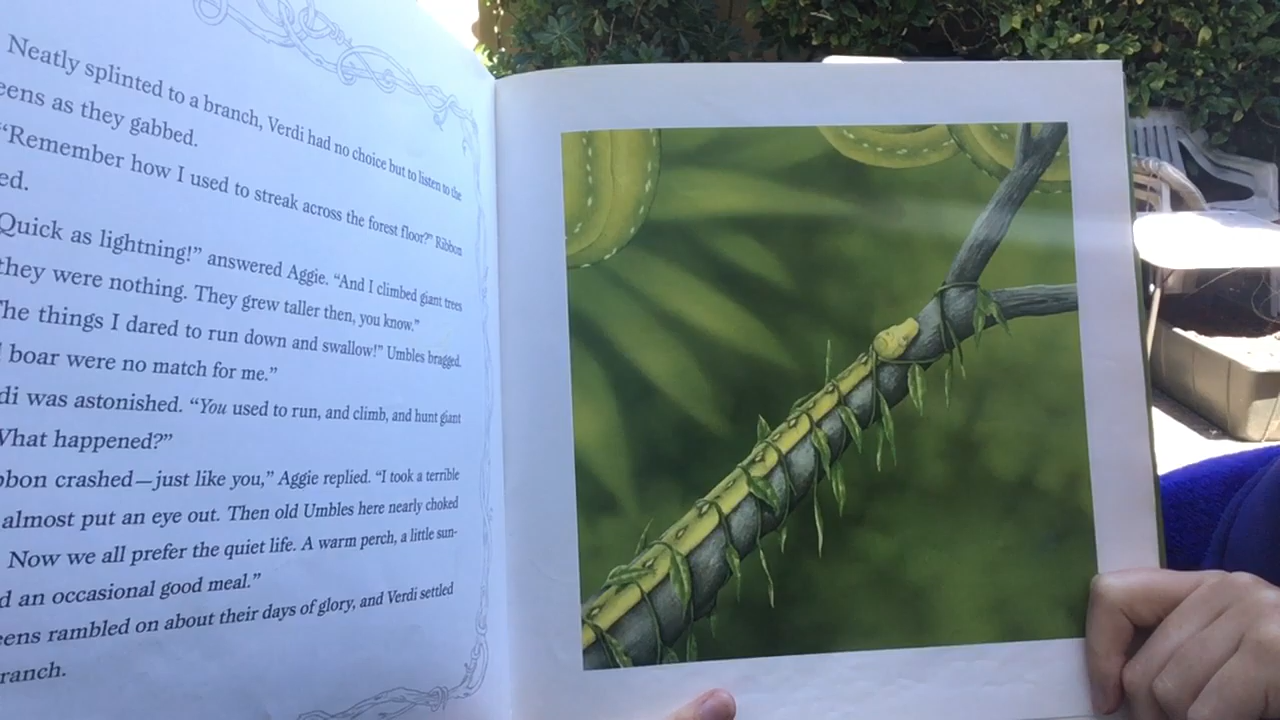 Neatly splinted to a branch, Verdi had no choice but to listen to the
eens as they gabbed.
“Remember how I used to streak across the forest floor?” Ribbon
ed.
Quick as lightning!” answered Aggie. “And I climbed giant trees
they were nothing. They grew taller then, you know.”
The things I dared to run down and swallow!” Umbles bragged.
boar were no match for me.”
di was astonished. “You used to run, and climb, and hunt giant
What happened?”
bbon crashed—just like you,” Aggie replied. “I took a terrible
almost put an eye out. Then old Umbles here nearly choked
Now we all prefer the quiet life. A warm perch, a little sun-
d an occasional good meal.”
eens rambled on about their days of glory, and Verdi settled
ranch.